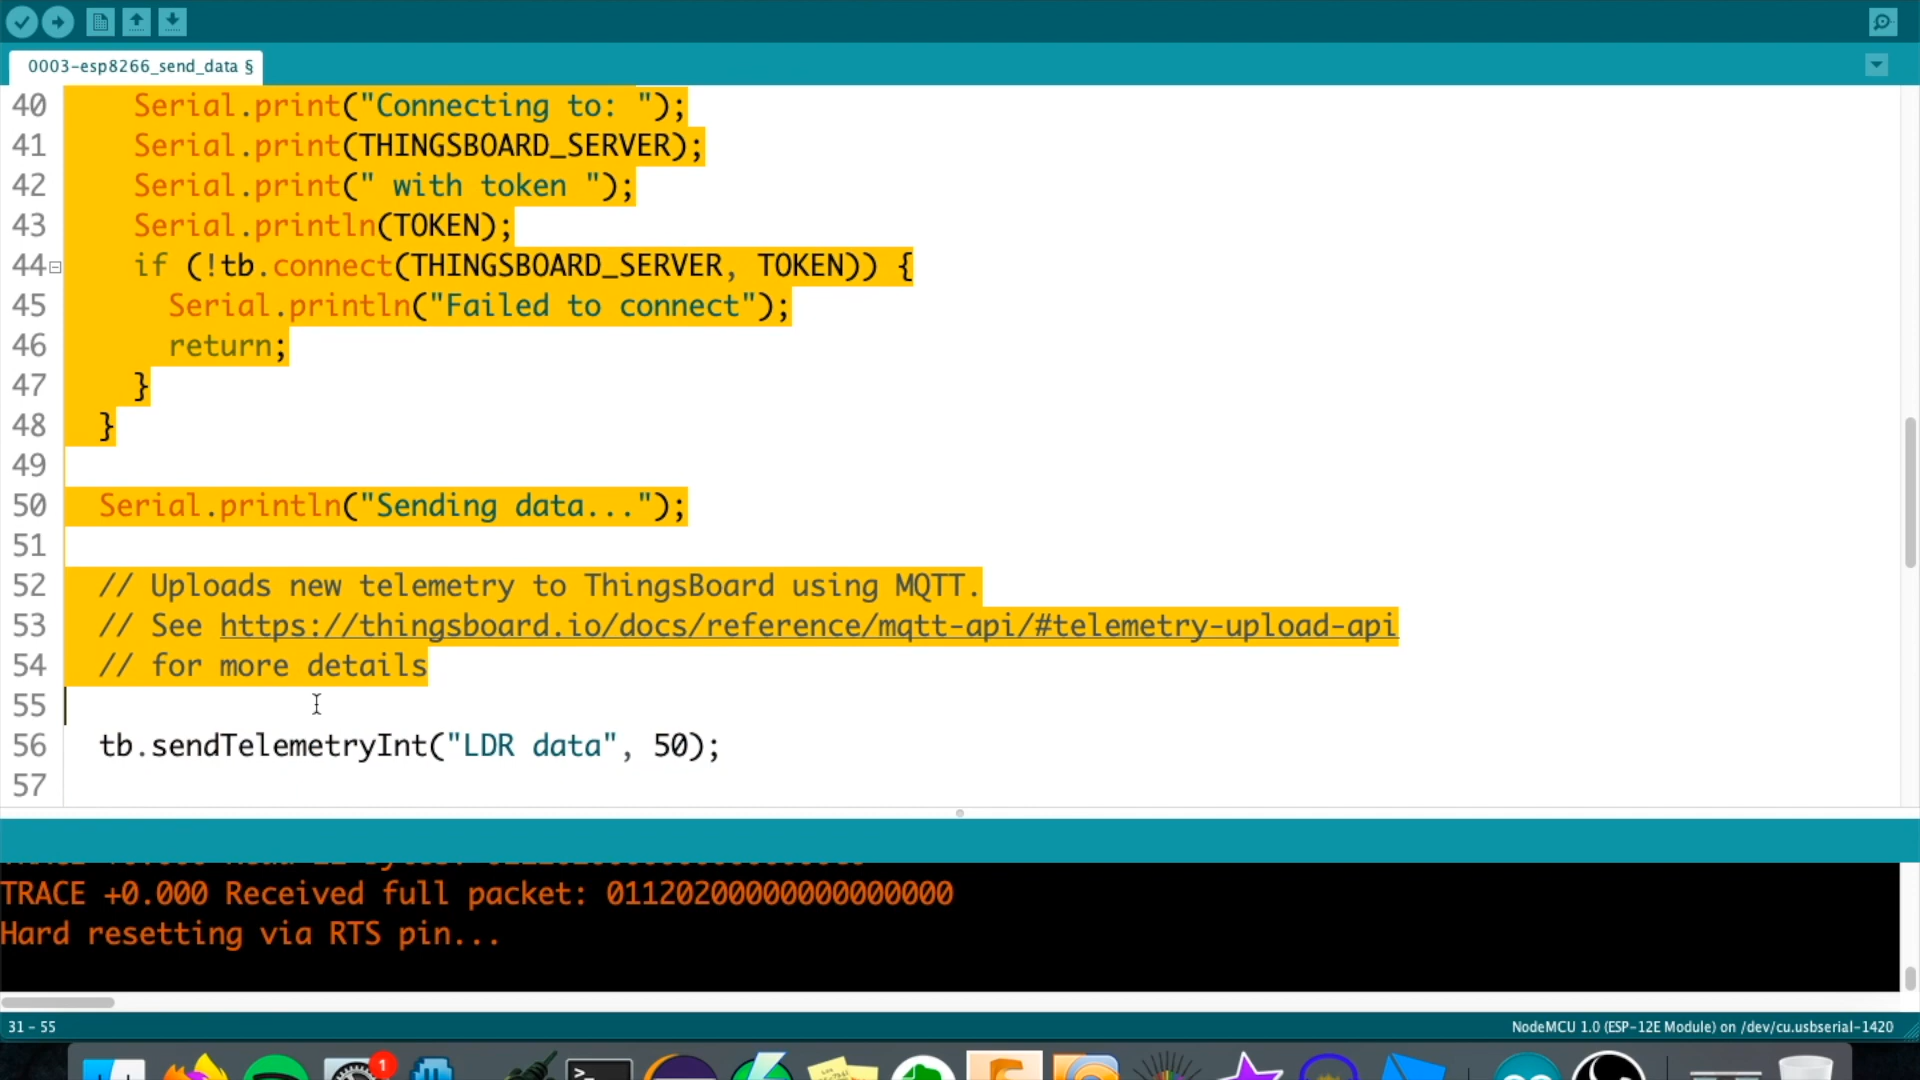 0003-esp8266_send_data §
40 Serial.print("Connecting to: ");
41 Serial.print(THINGSBOARD_SERVER);
42 Serial.print(" with token ");
43 Serial.println(TOKEN);
44 if (!tb.connect(THINGSBOARD_SERVER, TOKEN)) {
45 Serial.println("Failed to connect");
46 return;
47 }
48 }
49
50 Serial.println("Sending data...");
51
52 // Uploads new telemetry to ThingsBoard using MQTT.
53 // See https://thingsboard.io/docs/reference/mqtt-api/#telemetry-upload-api
54 // for more details
55
56 tb.sendTelemetryInt("LDR data", 50);
57
TRACE +0.000 Received full packet: 01120200000000000000
Hard resetting via RTS pin...
31 - 55
NodeMCU 1.0 (ESP-12E Module) on /dev/cu.usbserial-1420
1